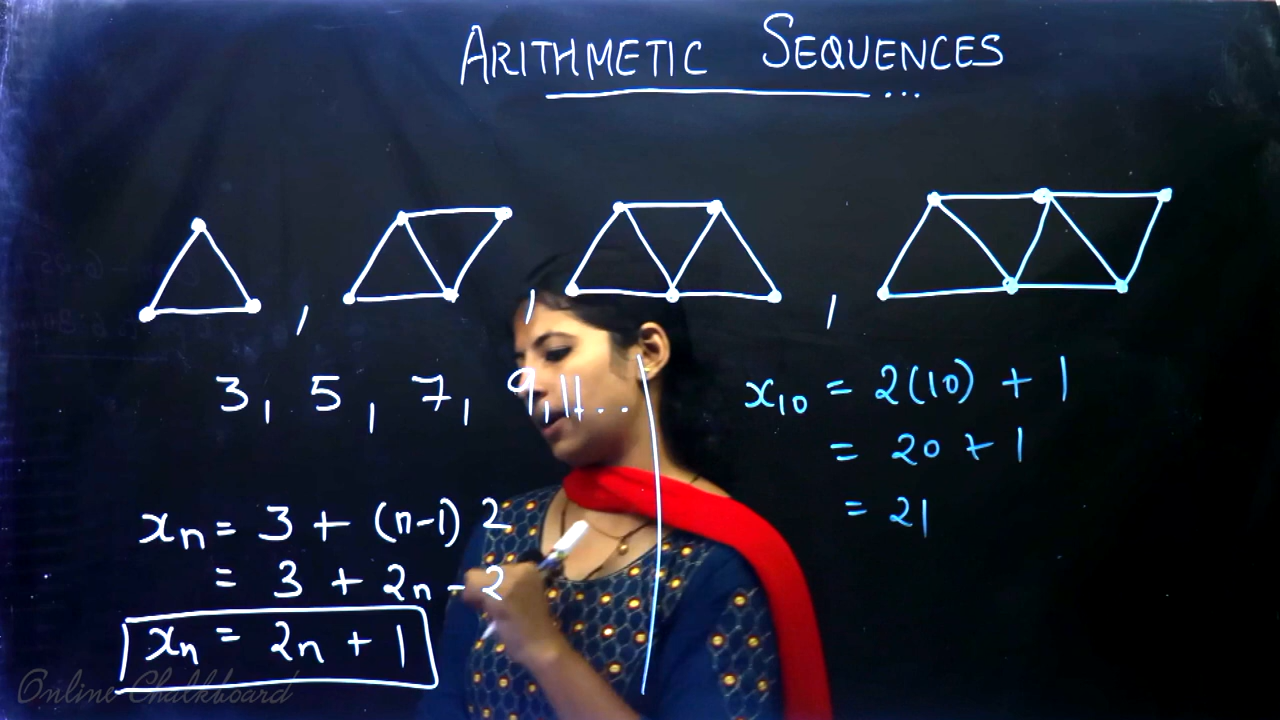 ARITHMETIC SEQUENCES ...
, , ,
3, 5, 7, 9, 11...
xn = 3 + (n-1) 2
= 3 + 2n - 2
xn = 2n + 1
x10 = 2(10) + 1
= 20 + 1
= 21
Online Chalkboard